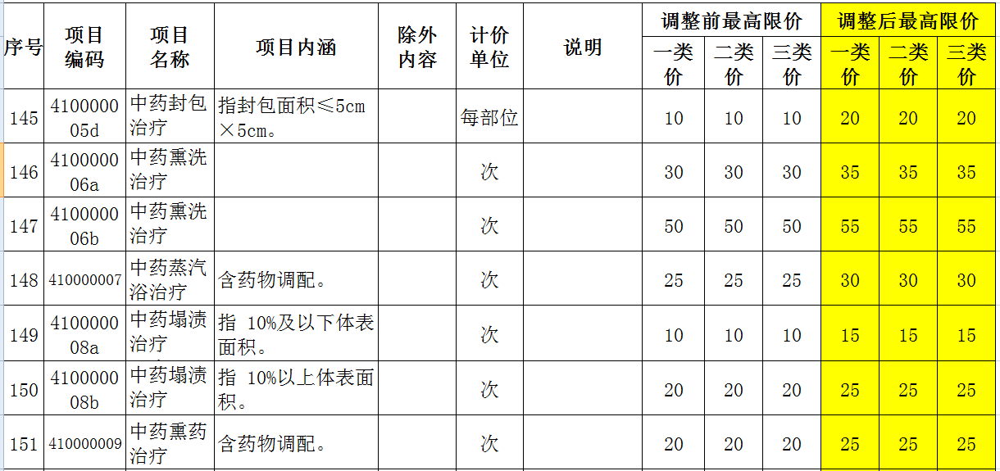 序号 项目编码 项目名称 项目内涵 除外内容 计价单位 说明 调整前最高限价 调整后最高限价
一类价 二类价 三类价 一类价 二类价 三类价
145 410000005d 中药封包治疗 指封包面积≤5cm×5cm。 每部位 10 10 10 20 20 20
146 410000006a 中药熏洗治疗 次 30 30 30 35 35 35
147 410000006b 中药熏洗治疗 次 50 50 50 55 55 55
148 410000007 中药蒸汽浴治疗 含药物调配。 次 25 25 25 30 30 30
149 410000008a 中药塌渍治疗 指 10%及以下体表面积。 次 10 10 10 15 15 15
150 410000008b 中药塌渍治疗 指 10%以上体表面积。 次 20 20 20 25 25 25
151 410000009 中药熏药治疗 含药物调配。 次 20 20 20 25 25 25